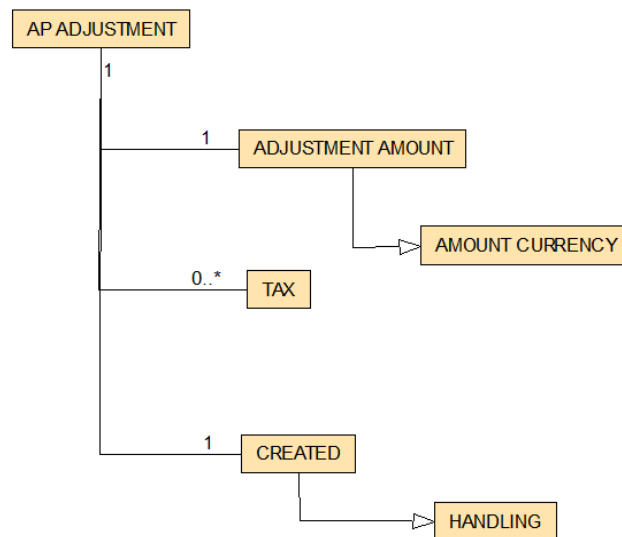 AP ADJUSTMENT
1
1
ADJUSTMENT AMOUNT
AMOUNT CURRENCY
0..*
TAX
1
CREATED
HANDLING